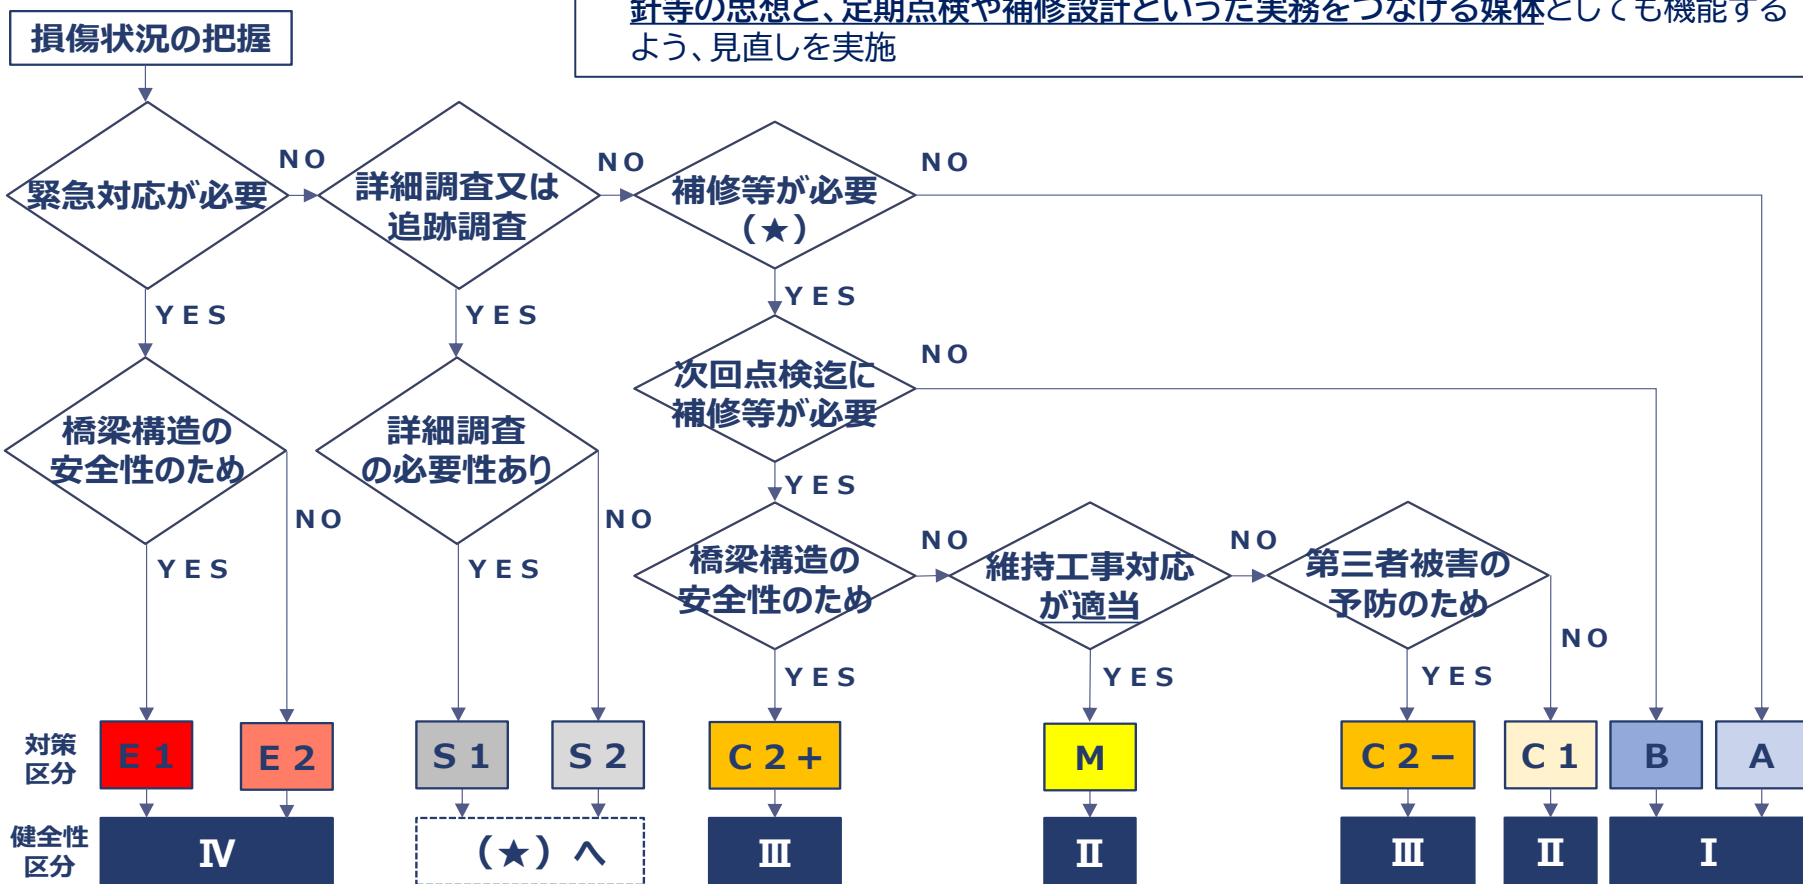 針等の思想と、定期点検や補修設計といった実務をつなげる媒体としても機能する
よう、見直しを実施
損傷状況の把握
緊急対応が必要
NO
詳細調査又は
追跡調査
NO
補修等が必要
（★）
NO
YES
YES
YES
橋梁構造の
安全性のため
NO
YES
詳細調査
の必要性あり
NO
YES
次回点検迄に
補修等が必要
NO
YES
橋梁構造の
安全性のため
NO
維持工事対応
が適当
NO
第三者被害の
予防のため
NO
YES
YES
YES
対策
区分
E1
E2
S1
S2
C2+
M
C2−
C1
B
A
健全性
区分
Ⅳ
（★）へ
Ⅲ
Ⅱ
Ⅲ
Ⅱ
Ⅰ